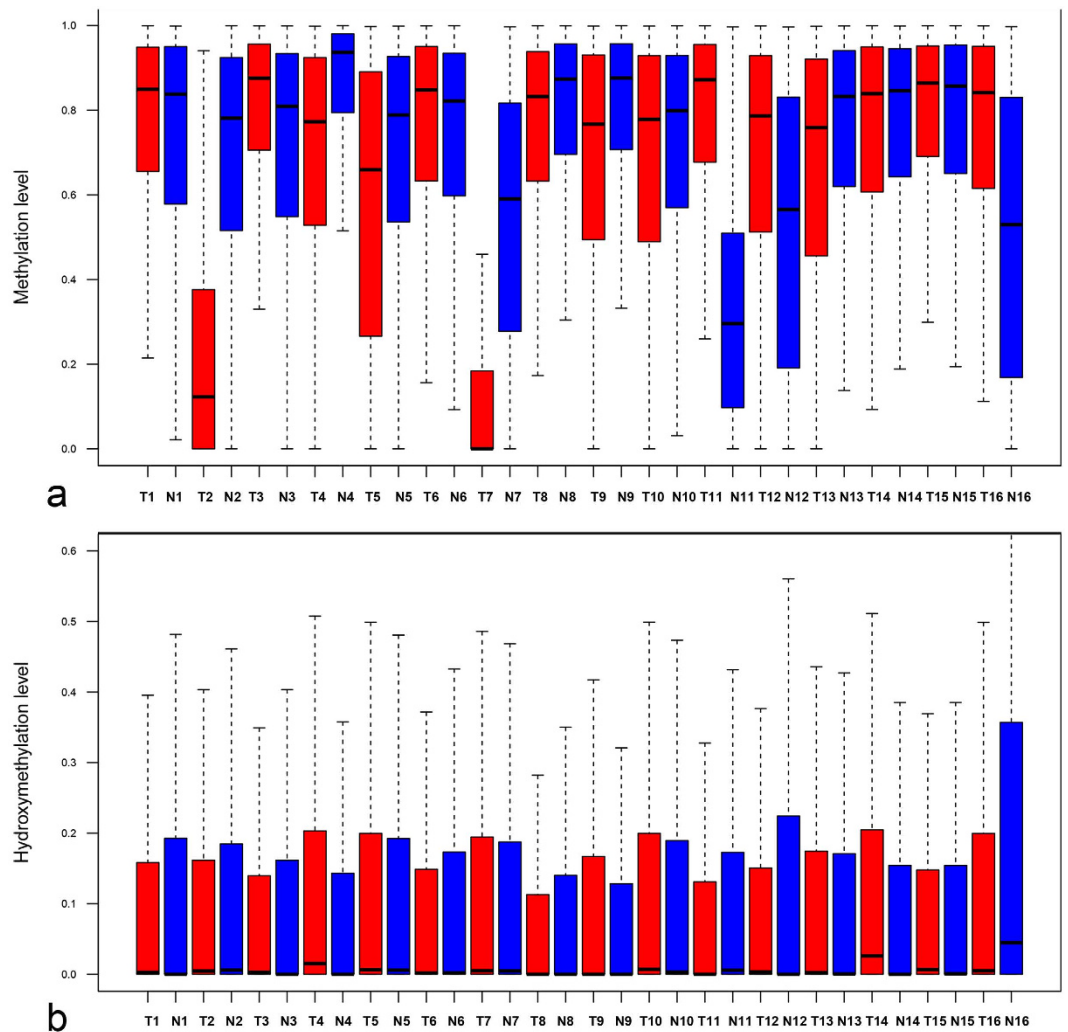 1.0
0.8
0.6
0.4
0.2
0.0
Methylation level
a
T1 N1 T2 N2 T3 N3 T4 N4 T5 N5 T6 N6 T7 N7 T8 N8 T9 N9 T10 N10 T11 N11 T12 N12 T13 N13 T14 N14 T15 N15 T16 N16
0.6
0.5
0.4
0.3
0.2
0.1
0.0
Hydroxymethylation level
b
T1 N1 T2 N2 T3 N3 T4 N4 T5 N5 T6 N6 T7 N7 T8 N8 T9 N9 T10 N10 T11 N11 T12 N12 T13 N13 T14 N14 T15 N15 T16 N16